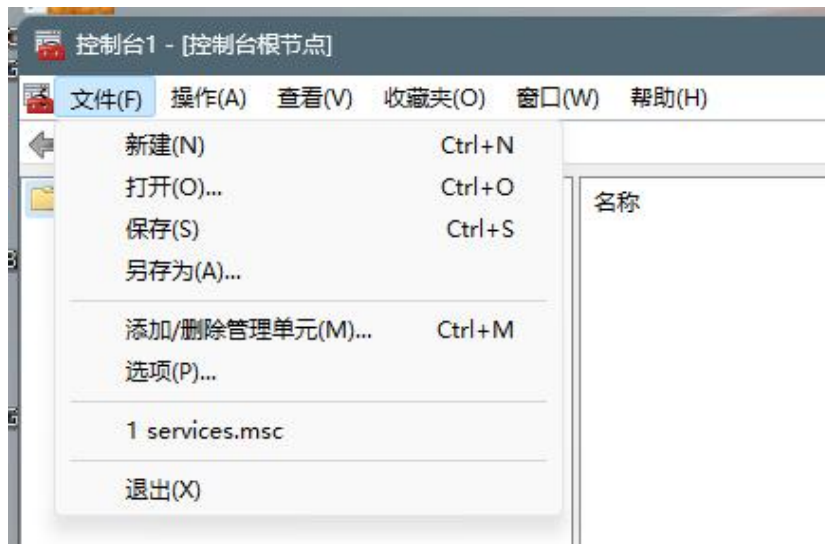 控制台1 - [控制台根节点]
文件(F) 操作(A) 查看(V) 收藏夹(O) 窗口(W) 帮助(H)
新建(N) Ctrl+N
打开(O)... Ctrl+O
名称
保存(S) Ctrl+S
另存为(A)...
添加/删除管理单元(M)... Ctrl+M
选项(P)...
1 services.msc
退出(X)